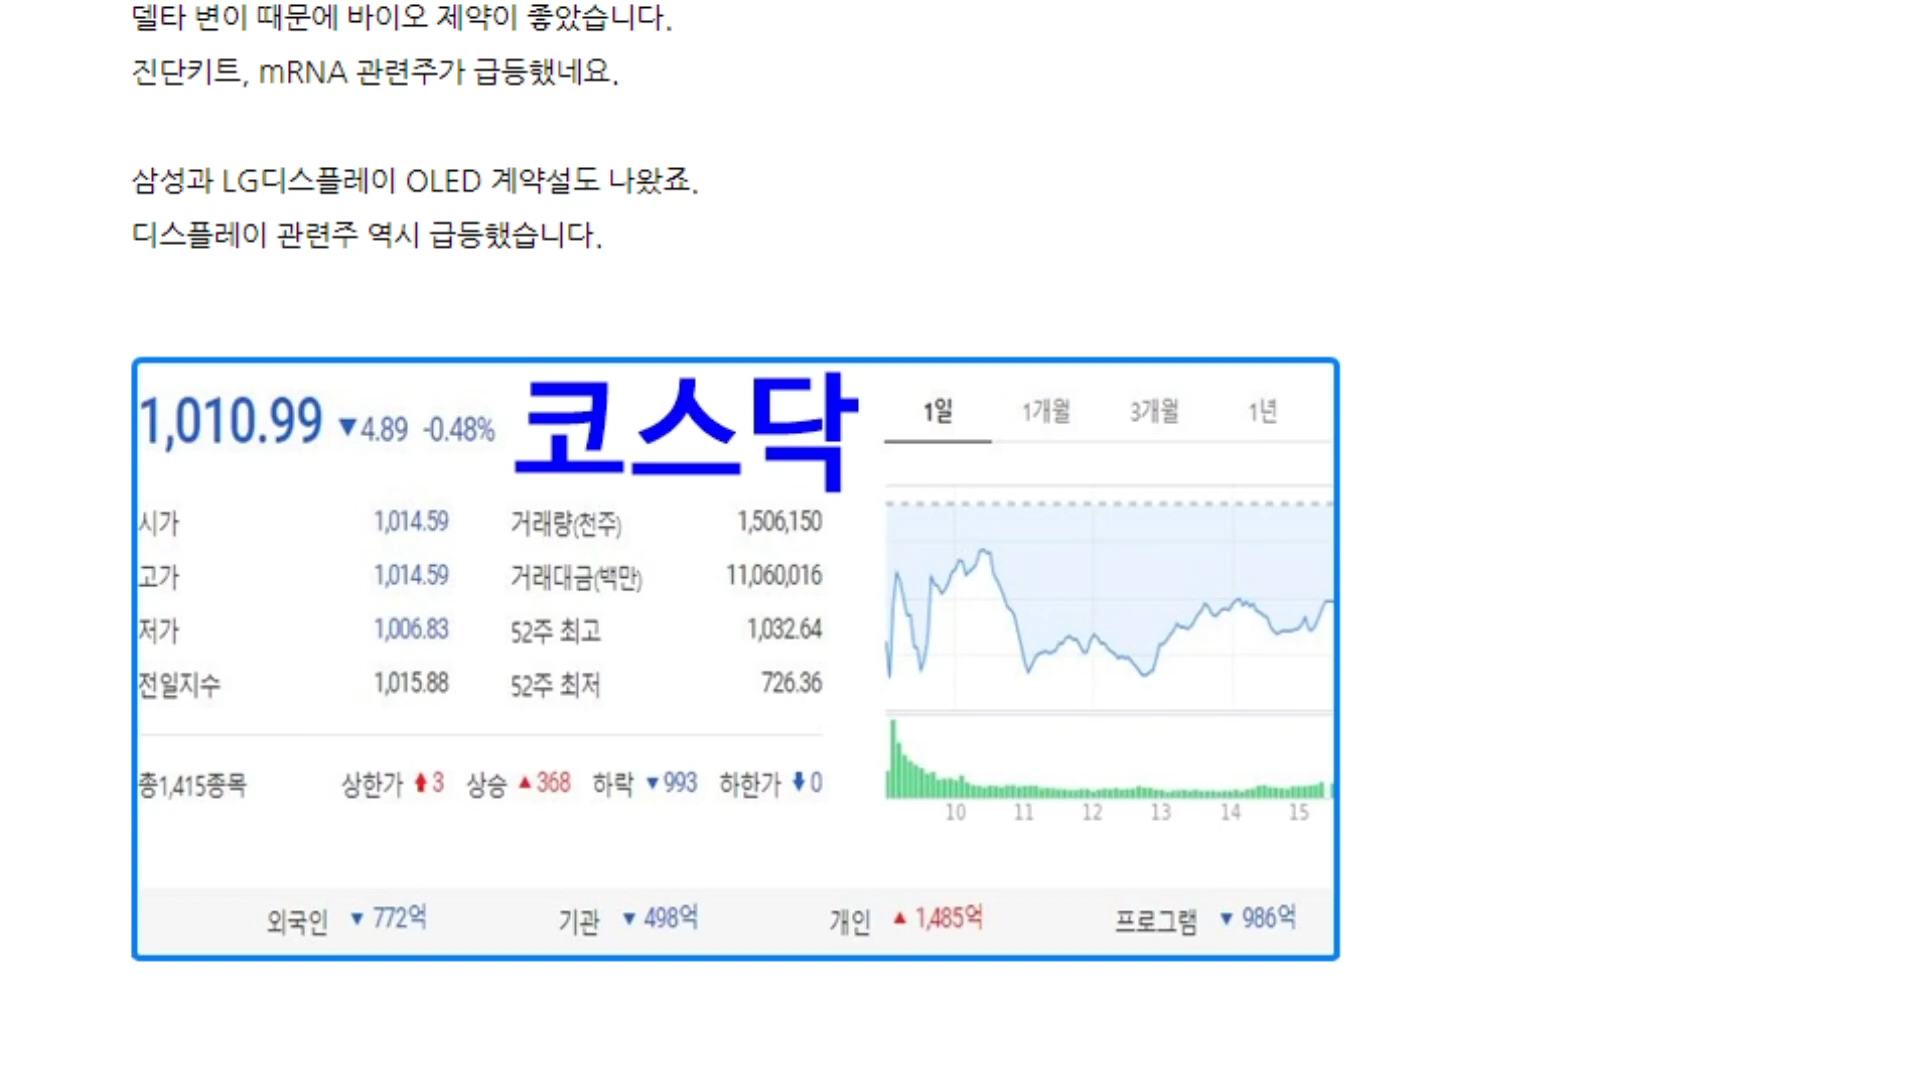 델타 변이 때문에 바이오 제약이 좋았습니다.
진단키트, mRNA 관련주가 급등했네요.
삼성과 LG디스플레이 OLED 계약설도 나왔죠.
디스플레이 관련주 역시 급등했습니다.
1,010.99 ▼4.89 -0.48% 코스닥
1일 1개월 3개월 1년
시가 1,014.59 거래량(천주) 1,506,150
고가 1,014.59 거래대금(백만) 11,060,016
저가 1,006.83 52주 최고 1,032.64
전일지수 1,015.88 52주 최저 726.36
총1,415종목 상한가 ⬆3 상승 ▲368 하락 ▼993 하한가 ⬇0
10 11 12 13 14 15
외국인 ▼772억 기관 ▼498억 개인 ▲1,485억 프로그램 ▼986억